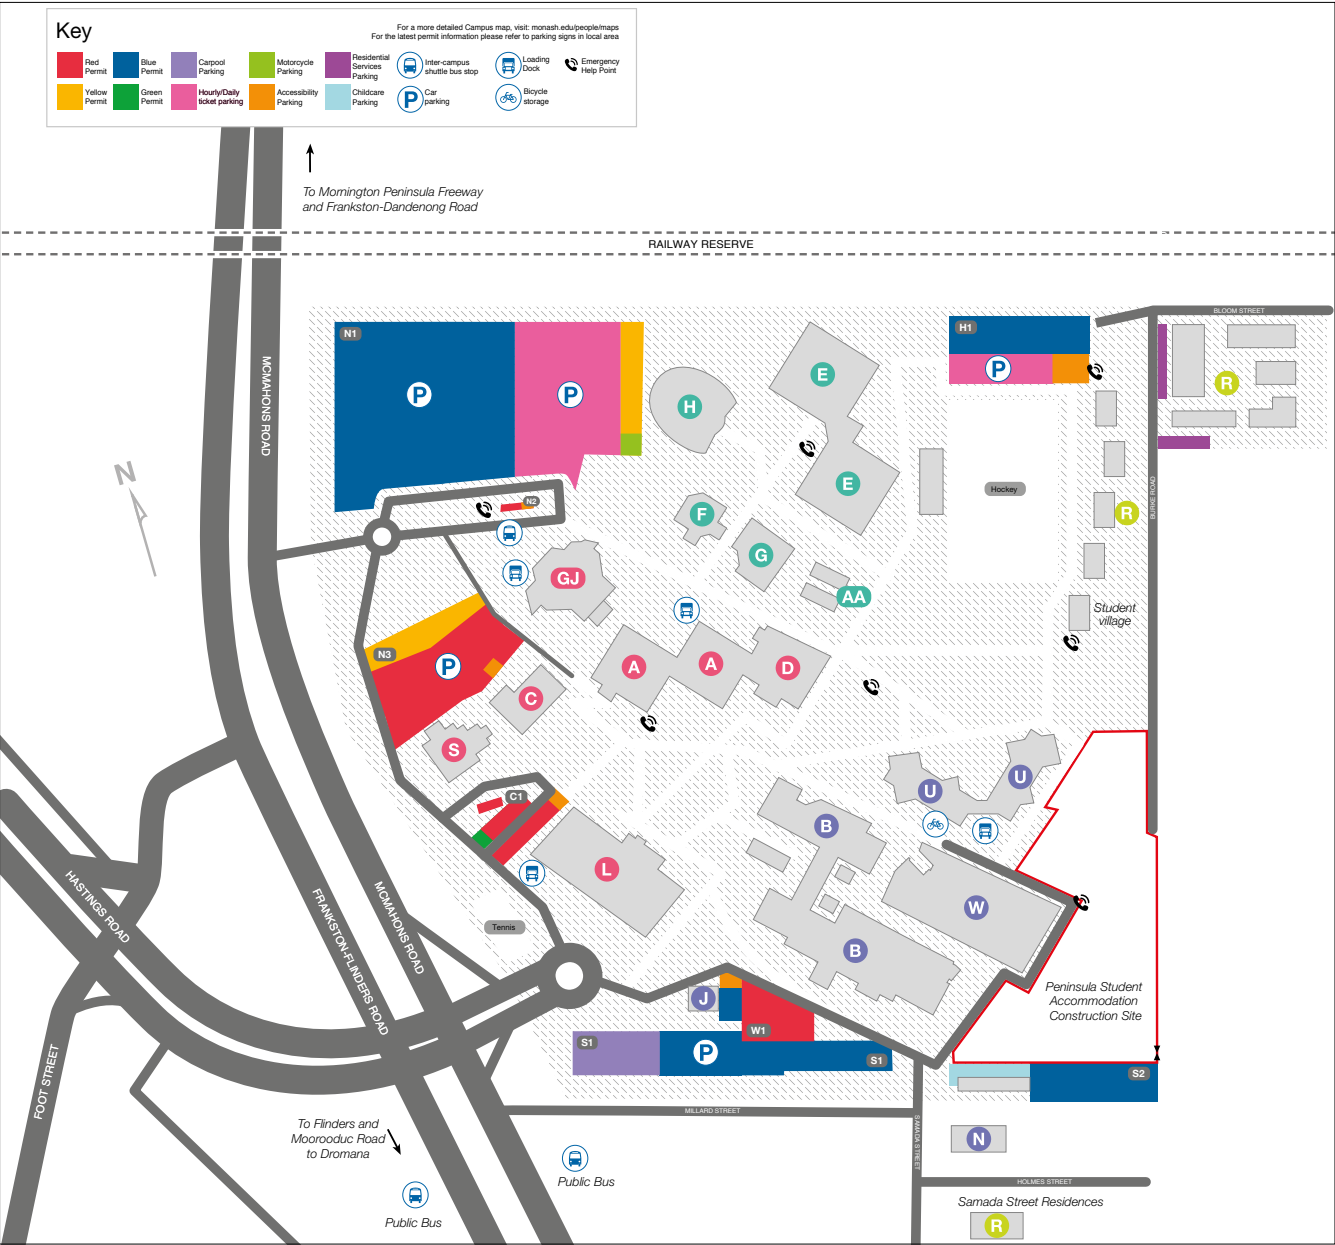 Key
For a more detailed Campus map, visit: monash.edu/people/maps
For the latest permit information please refer to parking signs in local area
Red
Permit
Blue
Permit
Carpool
Parking
Motorcycle
Parking
Residential
Services
Parking
Inter-campus
shuttle bus stop
Loading
Dock
Emergency
Help Point
Yellow
Permit
Green
Permit
Hourly/Daily
ticket parking
Accessibility
Parking
Childcare
Parking
P
Car
parking
Bicycle
storage
To Mornington Peninsula Freeway
and Frankston-Dandenong Road
RAILWAY RESERVE
BLOOM STREET
N1
H1
P
P
P
E
R
H
MCMAHONS ROAD
N
E
Hockey
BURKE ROAD
N2
F
R
G
GJ
AA
Student
village
N3
P
A
A
D
C
S
U
U
C1
B
L
W
HASTINGS ROAD
FRANKSTON-FLINDERS ROAD
MCMAHONS ROAD
Tennis
B
J
Peninsula Student
Accommodation
Construction Site
W1
S1
P
S1
S2
FOOT STREET
MILLARD STREET
SAMADA STREET
To Flinders and
Moorooduc Road
to Dromana
N
Public Bus
HOLMES STREET
Samada Street Residences
Public Bus
R